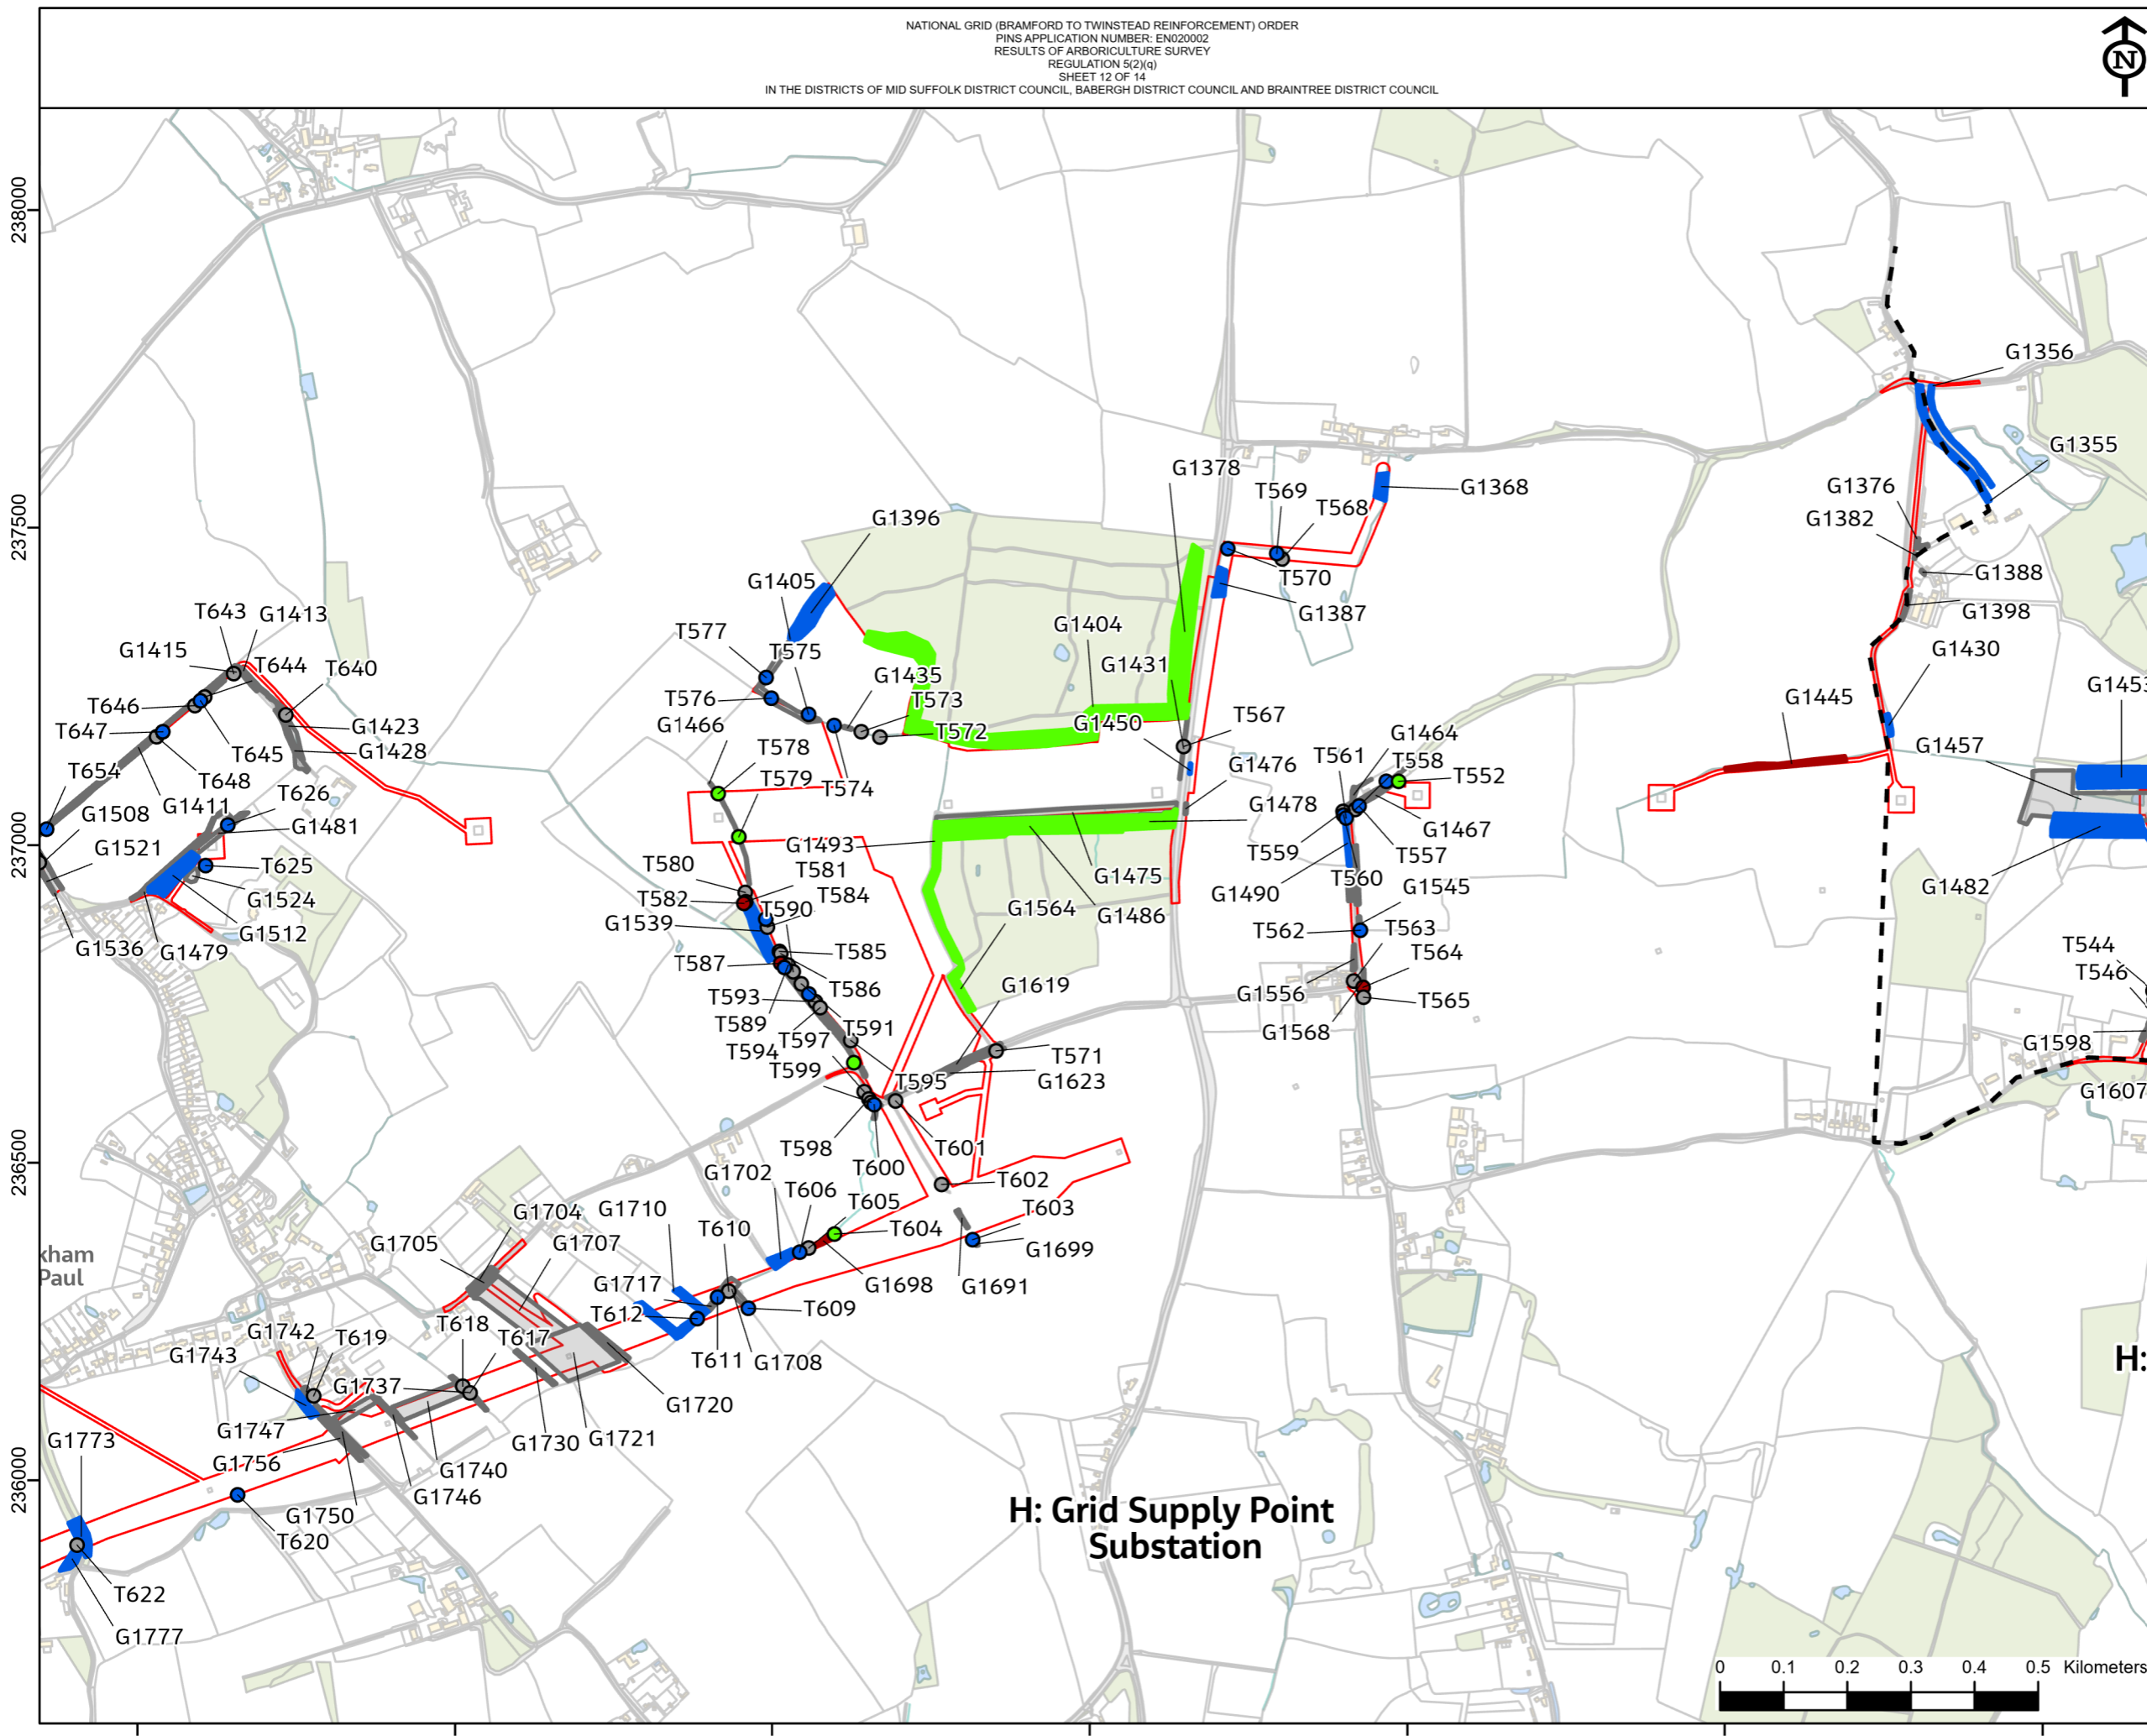 NATIONAL GRID (BRAMFORD TO TWINSTEAD REINFORCEMENT) ORDER
PINS APPLICATION NUMBER: EN020002
RESULTS OF ARBORICULTURE SURVEY
REGULATION 5(2)(q)
SHEET 12 OF 14
IN THE DISTRICTS OF MID SUFFOLK DISTRICT COUNCIL, BABERGH DISTRICT COUNCIL AND BRAINTREE DISTRICT COUNCIL
N
238000
G1356
G1355
G1378
T569
G1368
T568
G1376
G1396
G1382
237500
G1405
T570
G1388
T643
G1413
G1387
G1398
G1404
T577
G1415
T575
G1430
T644
T640
G1431
G1435
G1453
T646
T576
T573
G1445
T647
G1466
G1423
G1450
T567
T572
G1464
T645
G1428
T578
T561
T558
G1457
T654
T648
T579
G1476
T552
T574
G1508
G1411
T626
G1478
G1481
G1467
237000
G1521
G1493
T559
T557
T625
T580
T581
G1475
T560
G1482
G1524
T582
T584
G1490
G1545
T590
G1564
G1486
G1539
G1512
T562
T563
G1536
G1479
T585
T544
T587
T564
T546
T586
G1619
G1556
T593
T565
T589
T591
G1568
T597
G1598
T594
T571
T599
T595
G1623
G1607
T598
T601
T600
236500
G1702
T602
T606
T605
G1704
G1710
T603
T610
T604
G1705
G1707
G1699
kham
Paul
G1717
G1698
G1691
T612
T609
T618
G1742
T619
T617
G1743
T611
G1708
H:
G1737
G1720
G1747
G1773
G1730
G1721
G1756
G1740
G1746
236000
G1750
H: Grid Supply Point
Substation
T620
T622
G1777
0 0.1 0.2 0.3 0.4 0.5 Kilometers